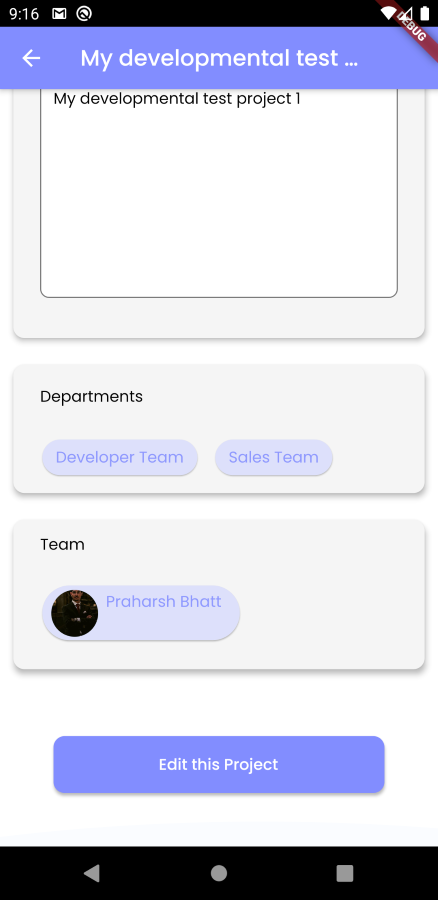 9:16
DEBUG
My developmental test ...
My developmental test project 1
Departments
Developer Team
Sales Team
Team
Praharsh Bhatt
Edit this Project